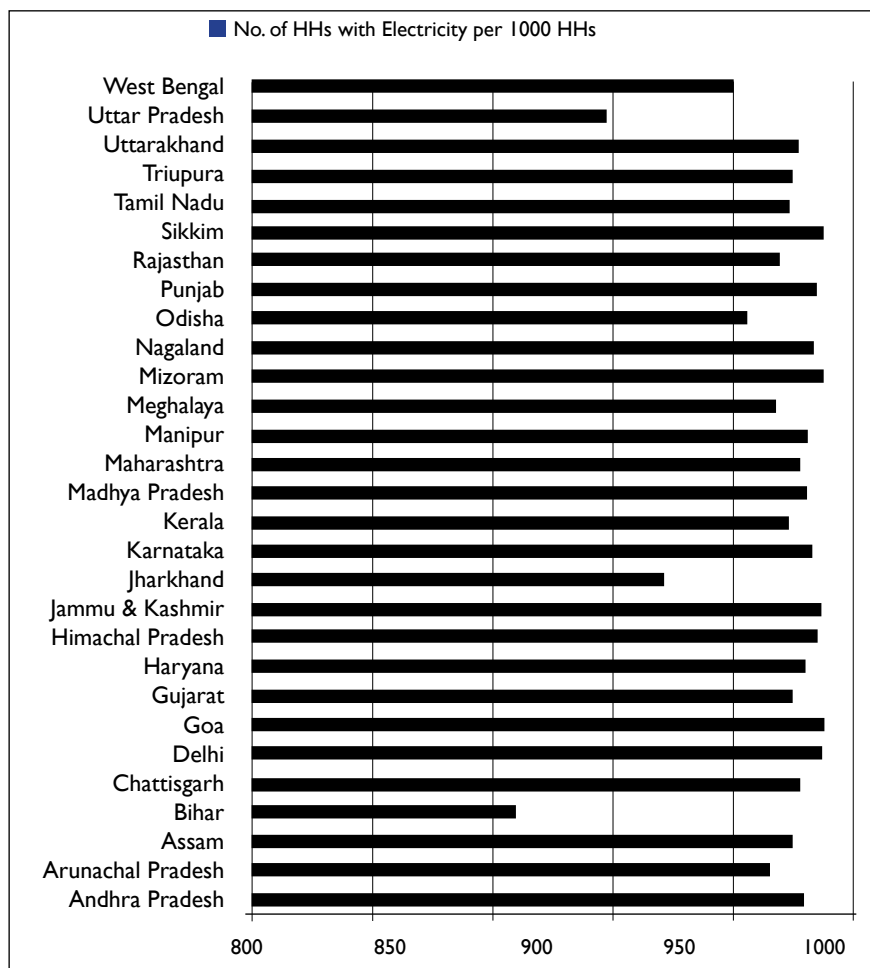 No. of HHs with Electricity per 1000 HHs
West Bengal
Uttar Pradesh
Uttarakhand
Triupura
Tamil Nadu
Sikkim
Rajasthan
Punjab
Odisha
Nagaland
Mizoram
Meghalaya
Manipur
Maharashtra
Madhya Pradesh
Kerala
Karnataka
Jharkhand
Jammu & Kashmir
Himachal Pradesh
Haryana
Gujarat
Goa
Delhi
Chattisgarh
Bihar
Assam
Arunachal Pradesh
Andhra Pradesh
800 850 900 950 1000